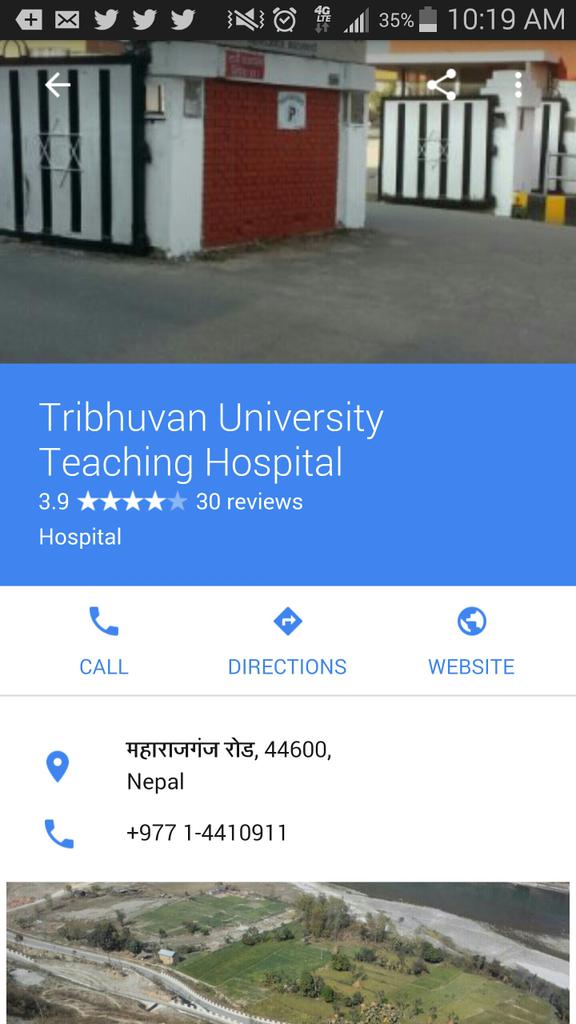 4G
LTE
35%
10:19 AM
P
Tribhuvan University
Teaching Hospital
3.9
30 reviews
Hospital
CALL
DIRECTIONS
WEBSITE
महाराजगंज रोड, 44600,
Nepal
+977 1-4410911